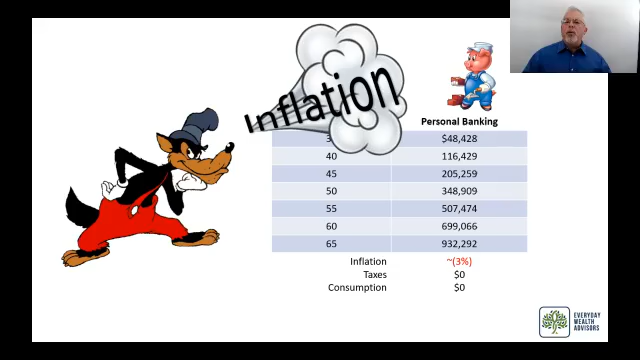 Inflation
Personal Banking
3 $48,428
40 116,429
45 205,259
50 348,909
55 507,474
60 699,066
65 932,292
Inflation ~(3%)
Taxes $0
Consumption $0
EVERYDAY
WEALTH
ADVISORS